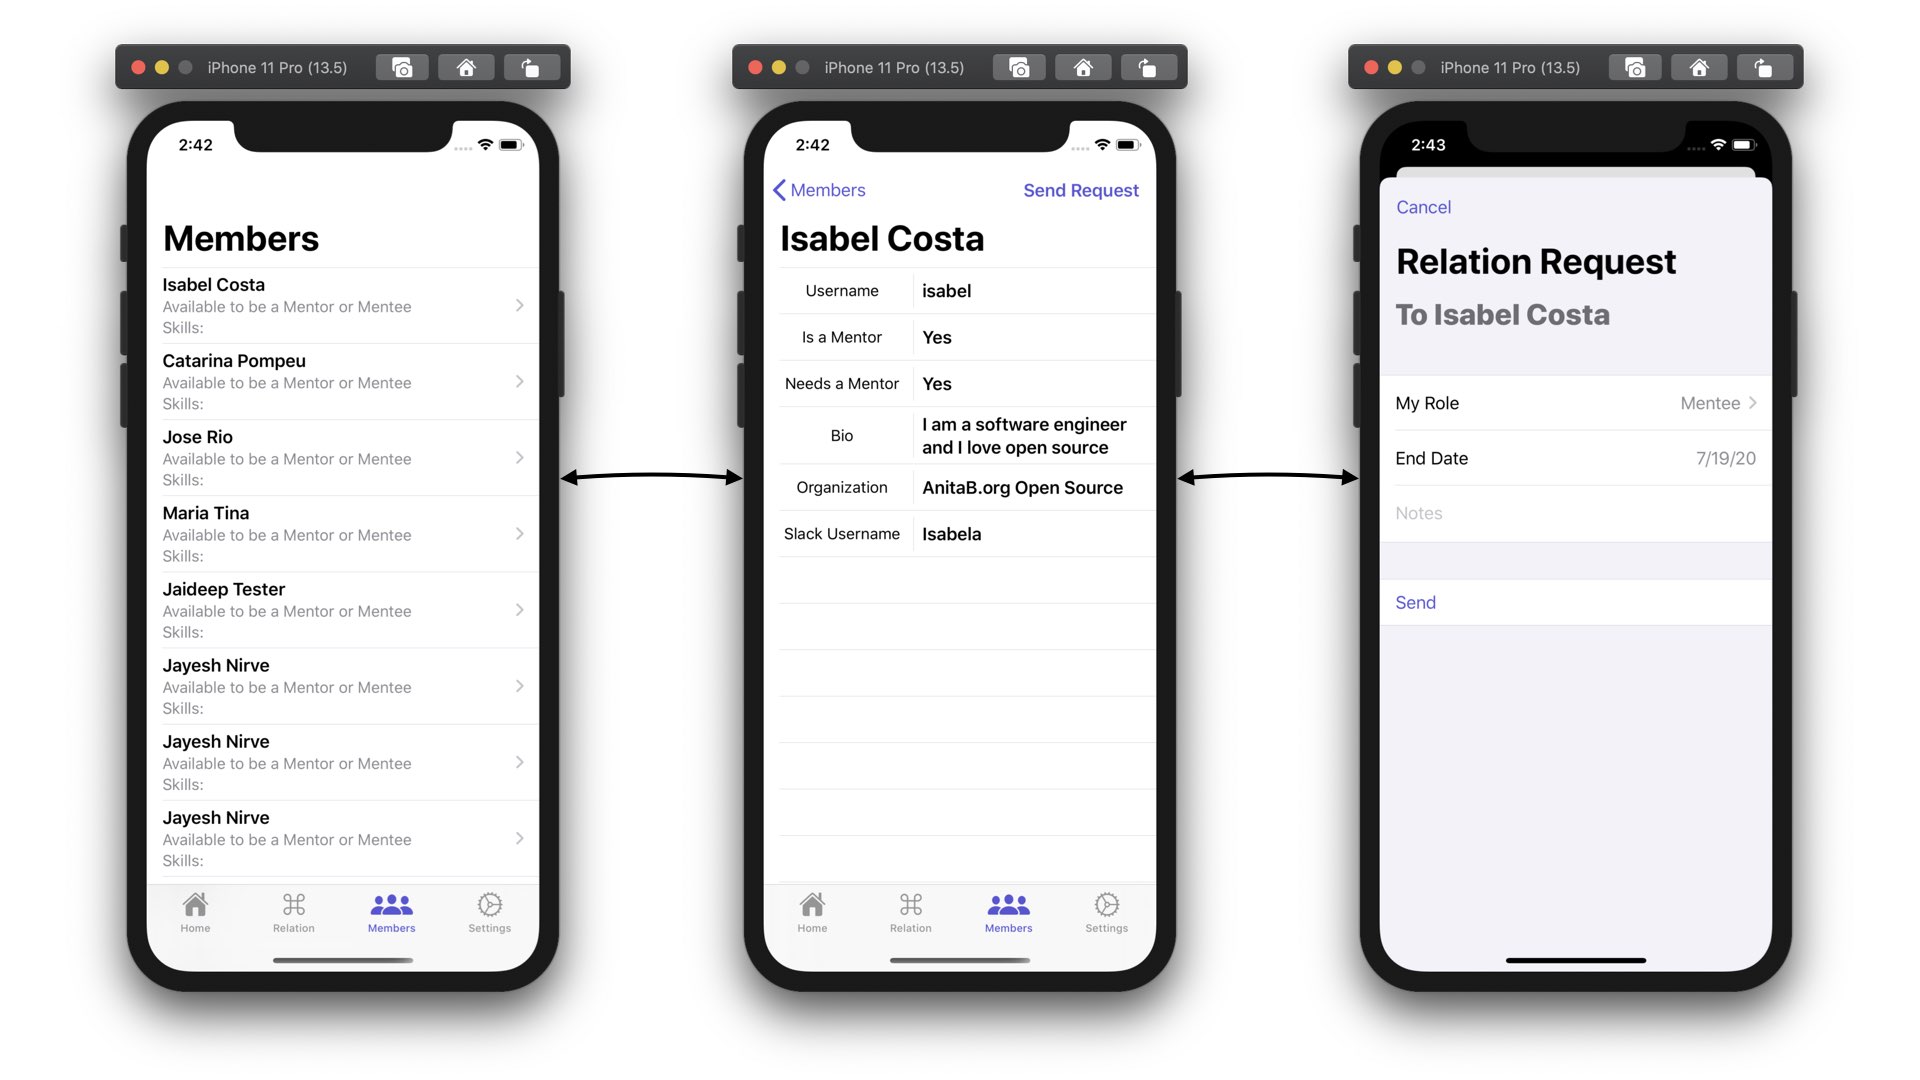 iPhone 11 Pro (13.5)
2:42
Members
Isabel Costa
Available to be a Mentor or Mentee
Skills:
Catarina Pompeu
Available to be a Mentor or Mentee
Skills:
Jose Rio
Available to be a Mentor or Mentee
Skills:
Maria Tina
Available to be a Mentor or Mentee
Skills:
Jaideep Tester
Available to be a Mentor or Mentee
Skills:
Jayesh Nirve
Available to be a Mentor or Mentee
Skills:
Jayesh Nirve
Available to be a Mentor or Mentee
Skills:
Jayesh Nirve
Available to be a Mentor or Mentee
Skills:
Home Relation Members Settings
iPhone 11 Pro (13.5)
2:42
Members Send Request
Isabel Costa
Username isabel
Is a Mentor Yes
Needs a Mentor Yes
Bio I am a software engineer
and I love open source
Organization AnitaB.org Open Source
Slack Username Isabela
Home Relation Members Settings
iPhone 11 Pro (13.5)
2:43
Cancel
Relation Request
To Isabel Costa
My Role Mentee
End Date 7/19/20
Notes
Send